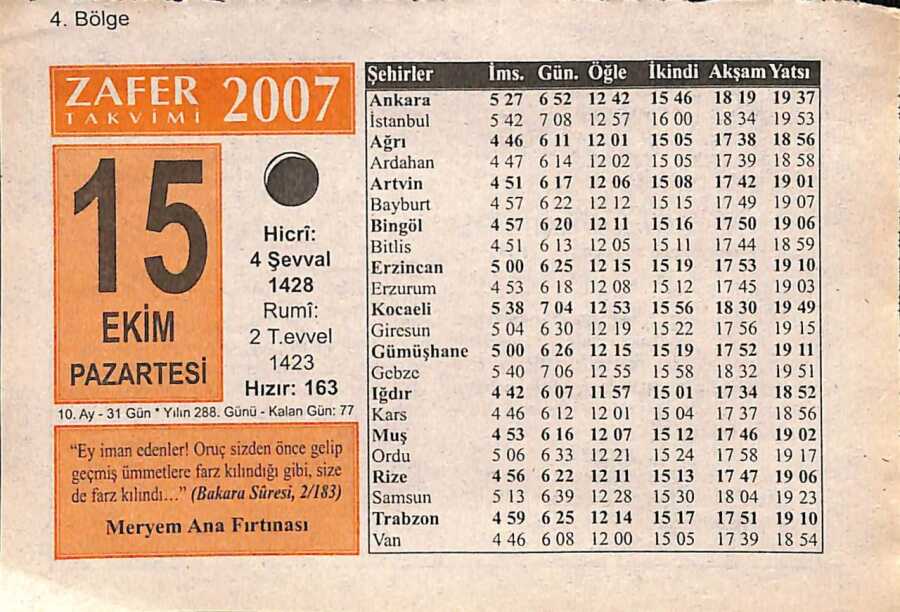 4. Bölge
ZAFER
TAKVİMİ
2007
15
EKİM
PAZARTESİ
Hicrî:
4 Şevval
1428
Rumî:
2 T.evvel
1423
Hızır: 163
10. Ay - 31 Gün * Yılın 288. Günü - Kalan Gün: 77
“Ey iman edenler! Oruç sizden önce gelip
geçmiş ümmetlere farz kılındığı gibi, size
de farz kılındı…” (Bakara Sûresi, 2/183)
Meryem Ana Fırtınası
Şehirler İms. Gün. Öğle İkindi Akşam Yatsı
Ankara 5 27 6 52 12 42 15 46 18 19 19 37
İstanbul 5 42 7 08 12 57 16 00 18 34 19 53
Ağrı 4 46 6 11 12 01 15 05 17 38 18 56
Ardahan 4 47 6 14 12 02 15 05 17 39 18 58
Artvin 4 51 6 17 12 06 15 08 17 42 19 01
Bayburt 4 57 6 22 12 12 15 15 17 49 19 07
Bingöl 4 57 6 20 12 11 15 16 17 50 19 06
Bitlis 4 51 6 13 12 05 15 11 17 44 18 59
Erzincan 5 00 6 25 12 15 15 19 17 53 19 10
Erzurum 4 53 6 18 12 08 15 12 17 45 19 03
Kocaeli 5 38 7 04 12 53 15 56 18 30 19 49
Giresun 5 04 6 30 12 19 15 22 17 56 19 15
Gümüşhane 5 00 6 26 12 15 15 19 17 52 19 11
Gebze 5 40 7 06 12 55 15 58 18 32 19 51
Iğdır 4 42 6 07 11 57 15 01 17 34 18 52
Kars 4 46 6 12 12 01 15 04 17 37 18 56
Muş 4 53 6 16 12 07 15 12 17 46 19 02
Ordu 5 06 6 33 12 21 15 24 17 58 19 17
Rize 4 56 6 22 12 11 15 13 17 47 19 06
Samsun 5 13 6 39 12 28 15 30 18 04 19 23
Trabzon 4 59 6 25 12 14 15 17 17 51 19 10
Van 4 46 6 08 12 00 15 05 17 39 18 54